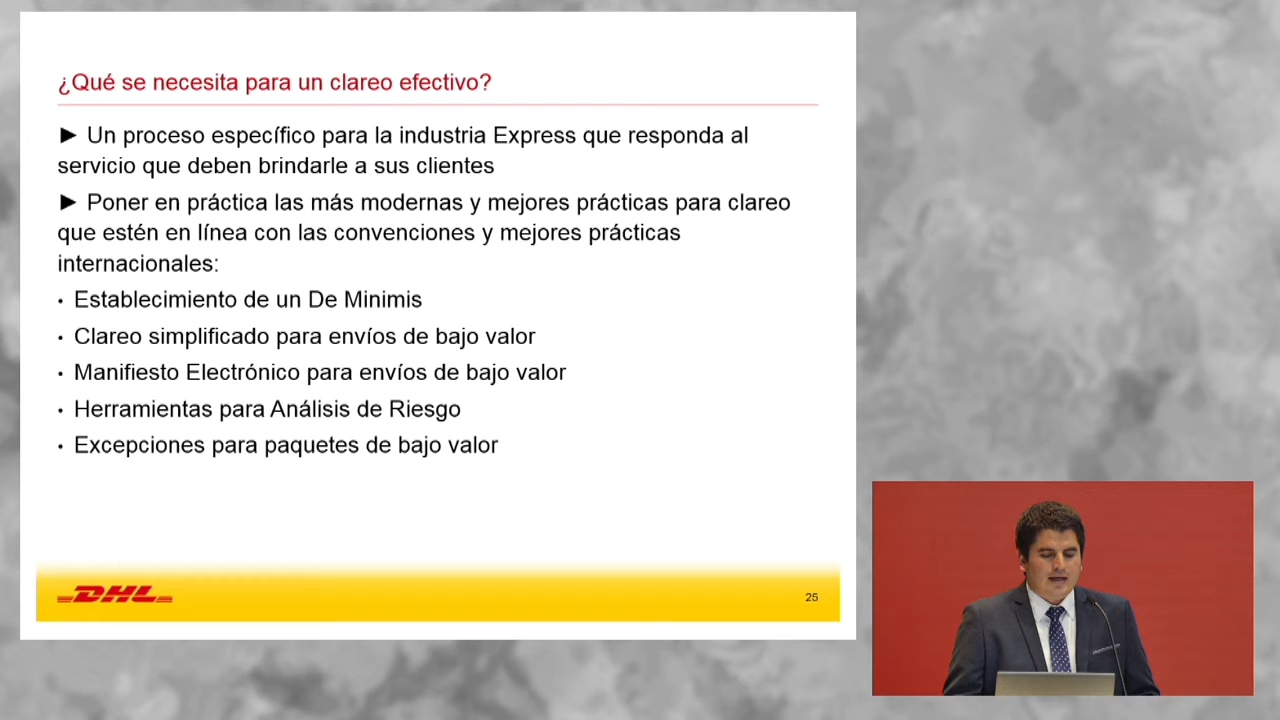 ¿Qué se necesita para un clareo efectivo?
► Un proceso específico para la industria Express que responda al
servicio que deben brindarle a sus clientes
► Poner en práctica las más modernas y mejores prácticas para clareo
que estén en línea con las convenciones y mejores prácticas
internacionales:
• Establecimiento de un De Minimis
• Clareo simplificado para envíos de bajo valor
• Manifiesto Electrónico para envíos de bajo valor
• Herramientas para Análisis de Riesgo
• Excepciones para paquetes de bajo valor
DHL
25